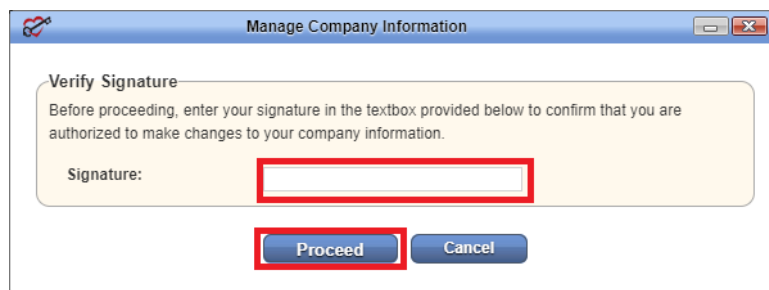 Manage Company Information
Verify Signature
Before proceeding, enter your signature in the textbox provided below to confirm that you are
authorized to make changes to your company information.
Signature:
Proceed Cancel